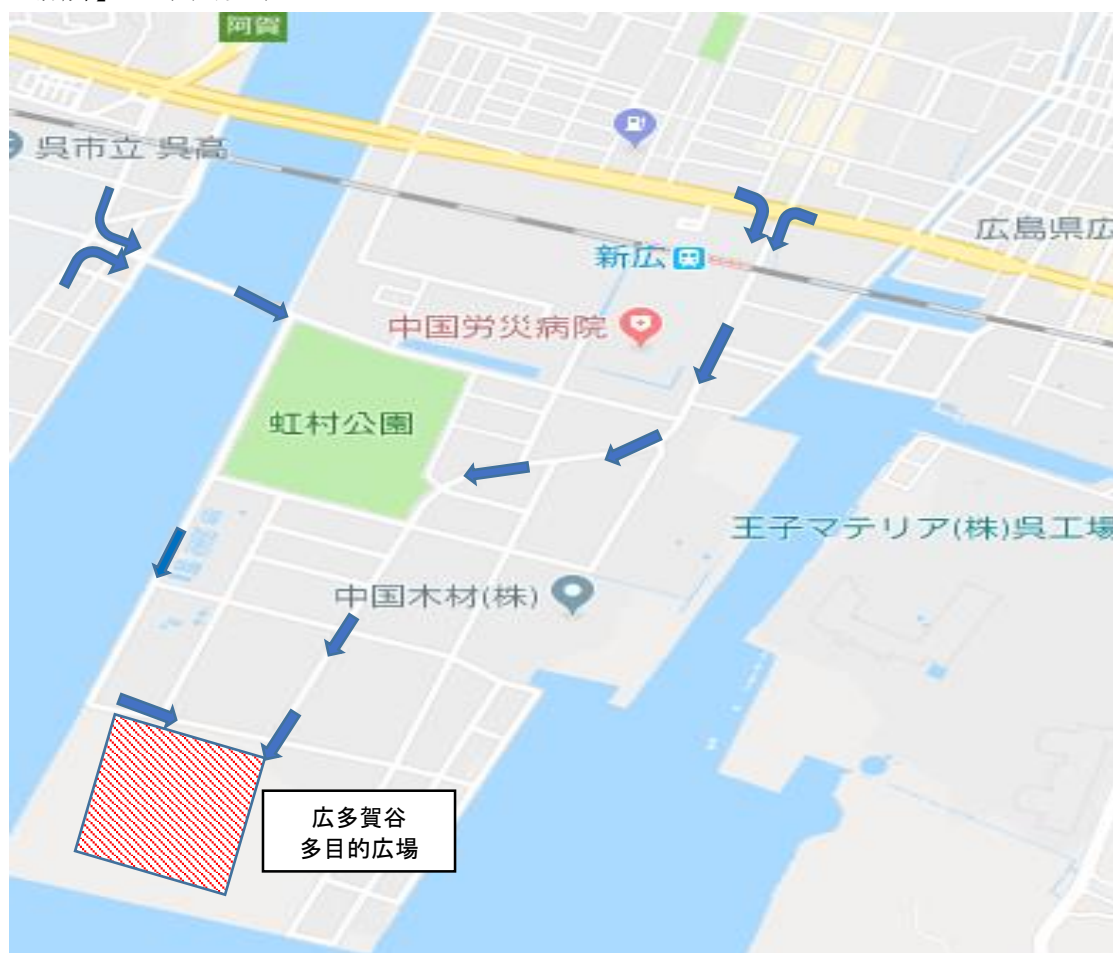 阿賀
呉市立 呉高
広島県広
新広
中国労災病院
虹村公園
王子マテリア(株)呉工場
中国木材(株)
広多賀谷
多目的広場